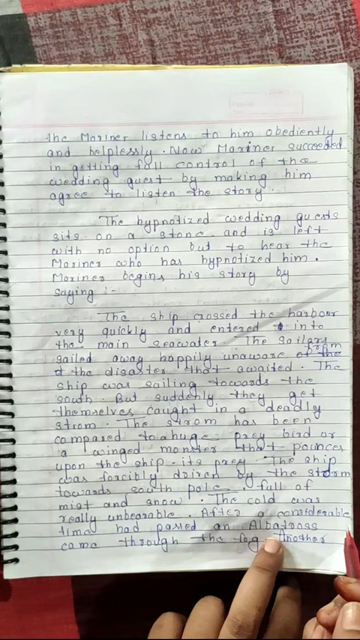 the Mariner listens to him obediently
and helplessly. Now Mariner succeeded
in getting full control of the
wedding guest by making him
agree to listen the story.
The hypnotized wedding guests
sits on a stone and is left
with no option but to hear the
Mariner who has hypnotized him.
Mariner begins his story by
saying :-
The ship crossed the harbour
very quickly and entered into
the main seawater. The sailors
sailed away happily unaware of the
the disaster that awaited. The
ship was sailing towards the
south. But suddenly they get
themselves caught in a deadly
strom. The strom has been
compared to a huge prey bird or
a winged monster that pounces
upon the ship its prey. The ship
was forcibly driven by the storm
towards south pole full of
mist and snow. The cold was
really unbearable. After a considerable
time had passed an Albatross
came through the fog